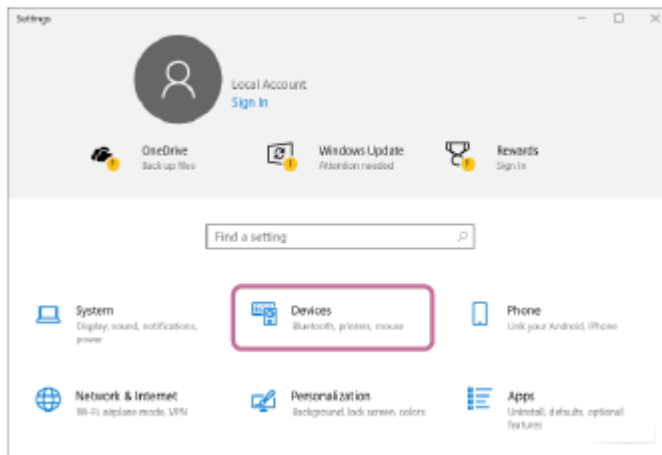 Settings
Local Account
Sign In
OneDrive
Back up files
Windows Update
Attention needed
Rewards
Sign In
Find a setting
System
Display, sound, notifications,
power
Devices
Bluetooth, printers, mouse
Phone
Link your Android, iPhone
Network & Internet
Wi-Fi, airplane mode, VPN
Personalization
Background, lock screen, colors
Apps
Uninstall, defaults, optional
features